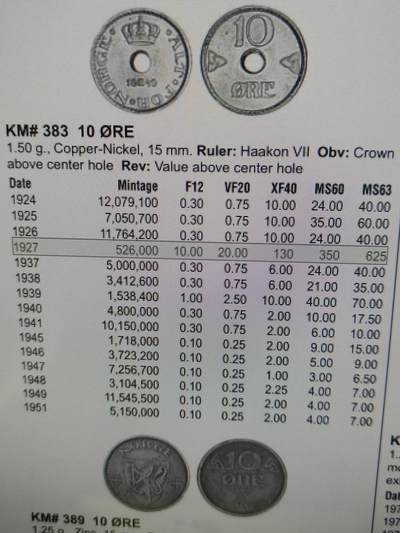 NORGE · ALT FOR NORGE
10
ØRE
KM# 383 10 ØRE
1.50 g., Copper-Nickel, 15 mm. Ruler: Haakon VII Obv: Crown
above center hole Rev: Value above center hole
Date Mintage F12 VF20 XF40 MS60 MS63
1924 12,079,100 0.30 0.75 10.00 24.00 40.00
1925 7,050,700 0.30 0.75 10.00 35.00 60.00
1926 11,764,200 0.30 0.75 10.00 24.00 40.00
1927 526,000 10.00 20.00 130 350 625
1937 5,000,000 0.30 0.75 6.00 24.00 40.00
1938 3,412,600 0.30 0.75 6.00 21.00 35.00
1939 1,538,400 1.00 2.50 10.00 40.00 70.00
1940 4,800,000 0.30 0.75 2.00 10.00 17.50
1941 10,150,000 0.30 0.75 2.00 6.00 10.00
1945 1,718,000 0.10 0.25 2.00 9.00 15.00
1946 3,723,200 0.10 0.25 2.00 5.00 9.00
1947 7,256,700 0.10 0.25 1.00 3.00 6.50
1948 3,104,500 0.10 0.25 2.25 4.00 7.00
1949 11,545,500 0.10 0.25 2.00 4.00 7.00
1951 5,150,000 0.10 0.25 2.00 4.00 7.00
NORGE
10
ØRE
KM# 389 10 ØRE
1.25 g., Zinc, 15